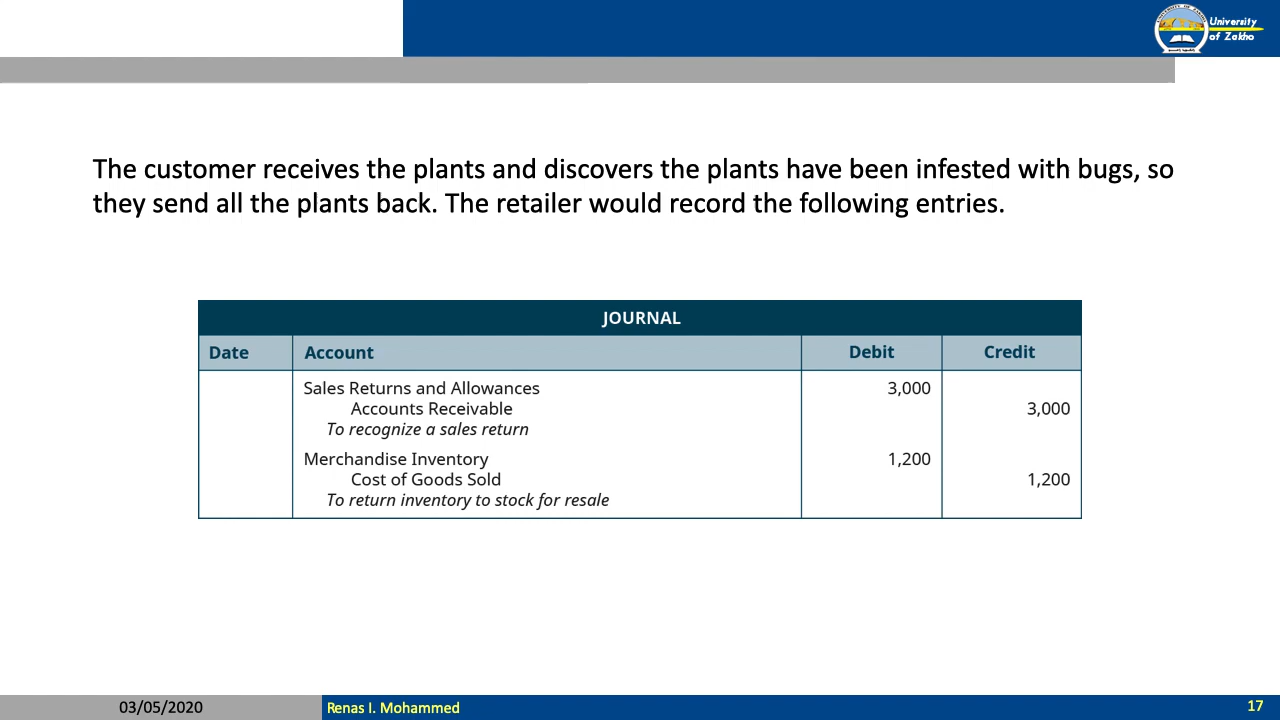 University
of Zakho
The customer receives the plants and discovers the plants have been infested with bugs, so
they send all the plants back. The retailer would record the following entries.
JOURNAL
Date Account Debit Credit
Sales Returns and Allowances 3,000
Accounts Receivable 3,000
To recognize a sales return
Merchandise Inventory 1,200
Cost of Goods Sold 1,200
To return inventory to stock for resale
03/05/2020 Renas I. Mohammed 17